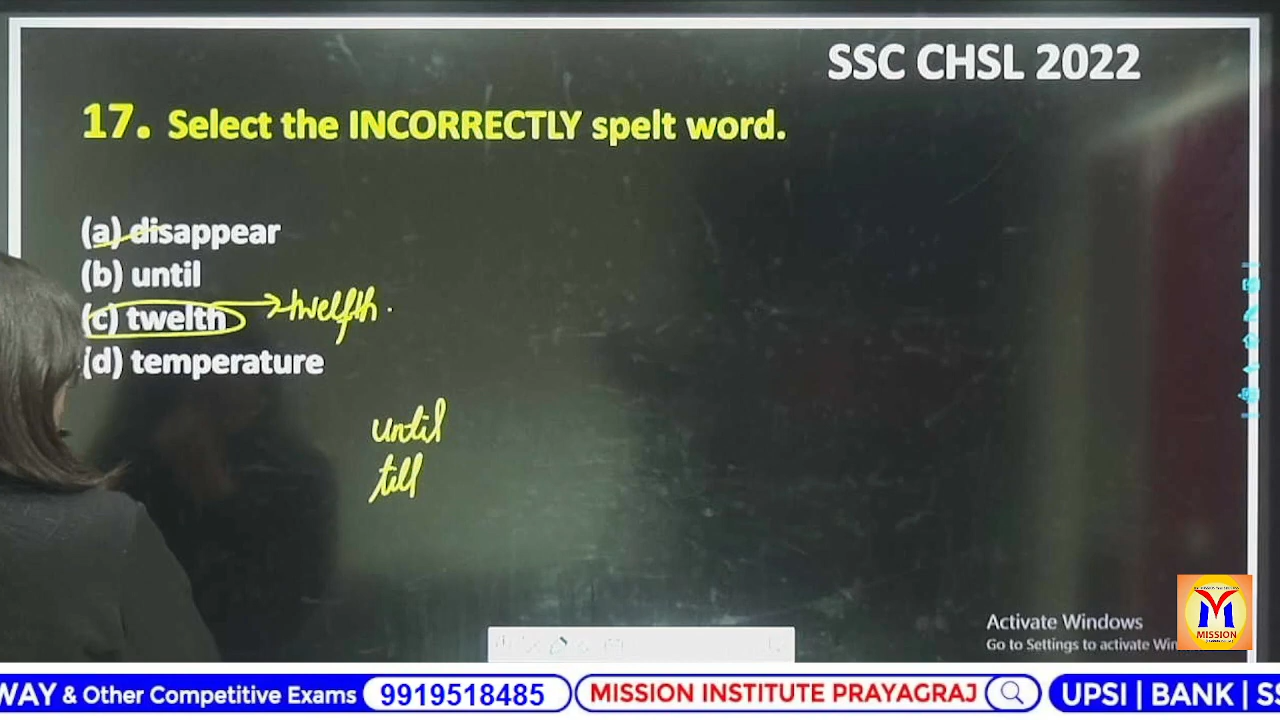 SSC CHSL 2022
17. Select the INCORRECTLY spelt word.
(a) disappear
(b) until
(c) twelth → twelfth.
(d) temperature
until
till
Activate Windows
Go to Settings to activate Win
MISSION
WAY & Other Competitive Exams 9919518485 MISSION INSTITUTE PRAYAGRAJ UPSI | BANK | SS